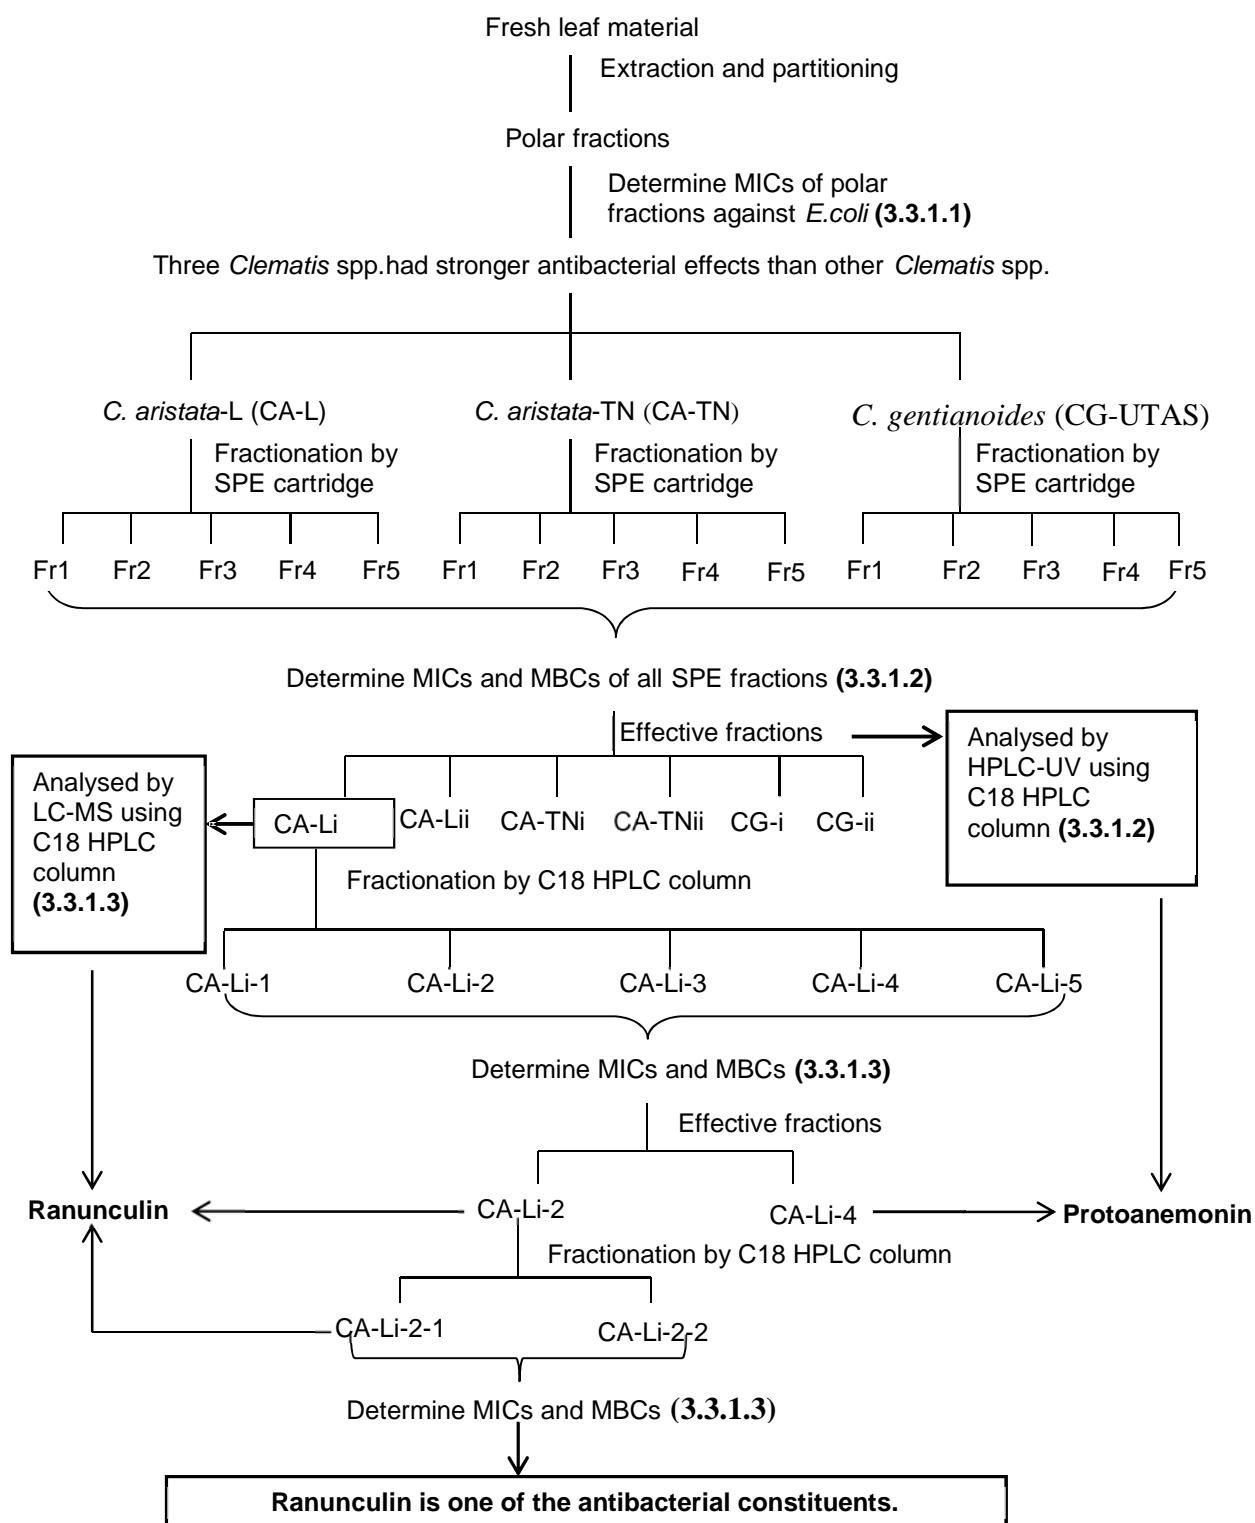 Fresh leaf material
Extraction and partitioning
Polar fractions
Determine MICs of polar
fractions against E.coli (3.3.1.1)
Three Clematis spp.had stronger antibacterial effects than other Clematis spp.
C. aristata-L (CA-L)
C. aristata-TN (CA-TN)
C. gentianoides (CG-UTAS)
Fractionation by
SPE cartridge
Fractionation by
SPE cartridge
Fractionation by
SPE cartridge
Fr1 Fr2 Fr3 Fr4 Fr5 Fr1 Fr2 Fr3 Fr4 Fr5 Fr1 Fr2 Fr3 Fr4 Fr5
Determine MICs and MBCs of all SPE fractions (3.3.1.2)
Effective fractions
Analysed by
HPLC-UV using
C18 HPLC
column (3.3.1.2)
Analysed by
LC-MS using
C18 HPLC
column
(3.3.1.3)
CA-Li CA-Lii CA-TNi CA-TNii CG-i CG-ii
Fractionation by C18 HPLC column
CA-Li-1 CA-Li-2 CA-Li-3 CA-Li-4 CA-Li-5
Determine MICs and MBCs (3.3.1.3)
Effective fractions
Ranunculin
CA-Li-2
CA-Li-4
Protoanemonin
Fractionation by C18 HPLC column
CA-Li-2-1
CA-Li-2-2
Determine MICs and MBCs (3.3.1.3)
Ranunculin is one of the antibacterial constituents.